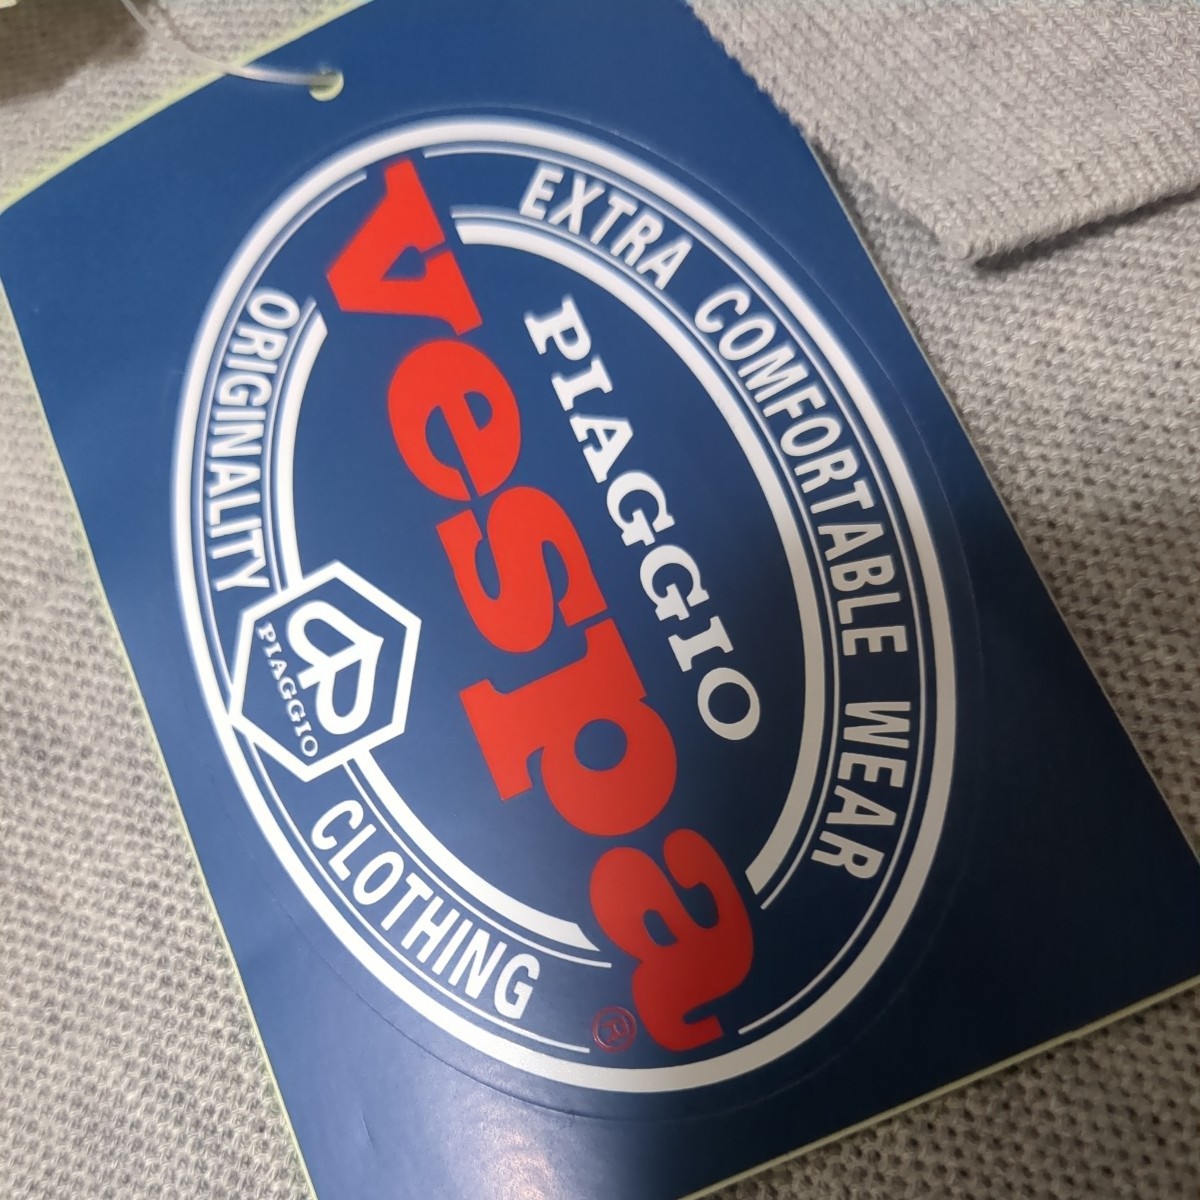 EXTRA COMFORTABLE WEAR
PIAGGIO
vespa
®
ORIGINALITY
PIAGGIO
CLOTHING